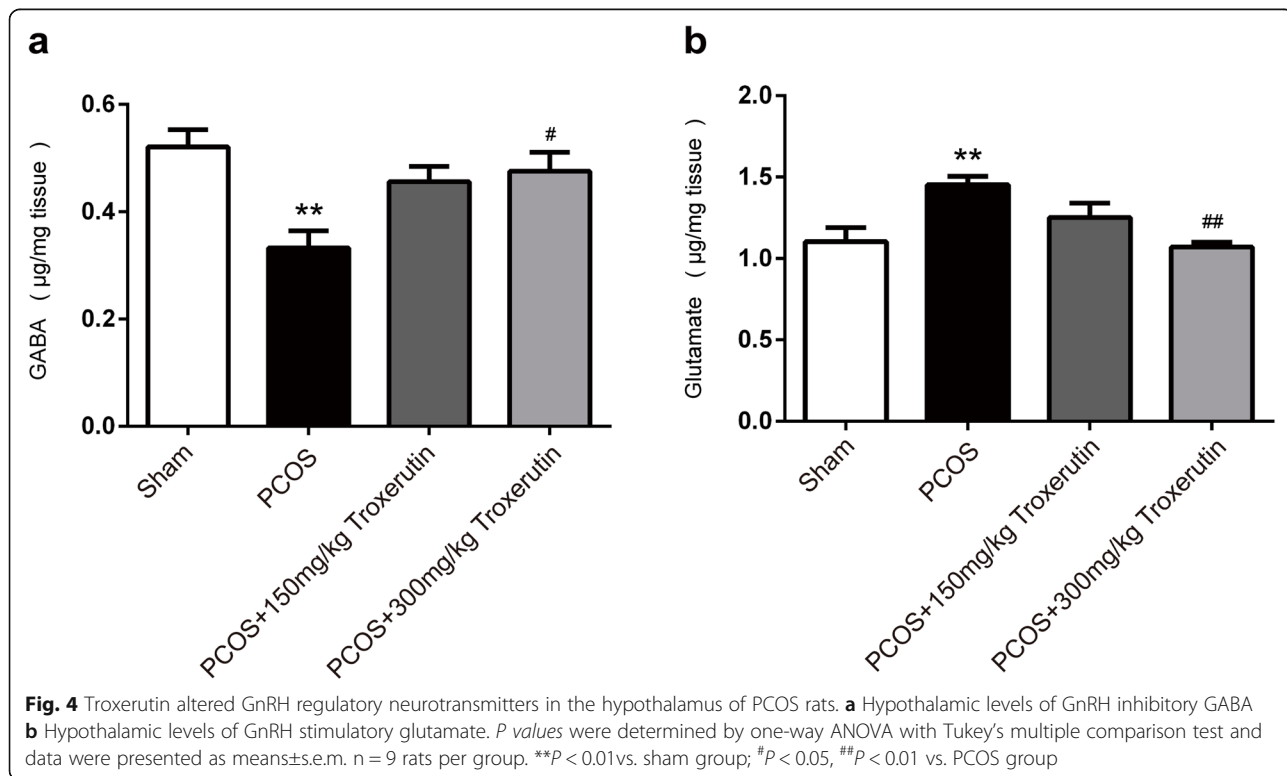 a
0.6
0.4
0.2
0.0
GABA ( μg/mg tissue)
**
#
Sham
PCOS
PCOS+150mg/kg Troxerutin
PCOS+300mg/kg Troxerutin
b
2.0
1.5
1.0
0.5
0.0
Glutamate ( μg/mg tissue)
**
##
Sham
PCOS
PCOS+150mg/kg Troxerutin
PCOS+300mg/kg Troxerutin
Fig. 4 Troxerutin altered GnRH regulatory neurotransmitters in the hypothalamus of PCOS rats. a Hypothalamic levels of GnRH inhibitory GABA
b Hypothalamic levels of GnRH stimulatory glutamate. P values were determined by one-way ANOVA with Tukey's multiple comparison test and
data were presented as means±s.e.m. n = 9 rats per group. **P < 0.01vs. sham group; #P < 0.05, ##P < 0.01 vs. PCOS group